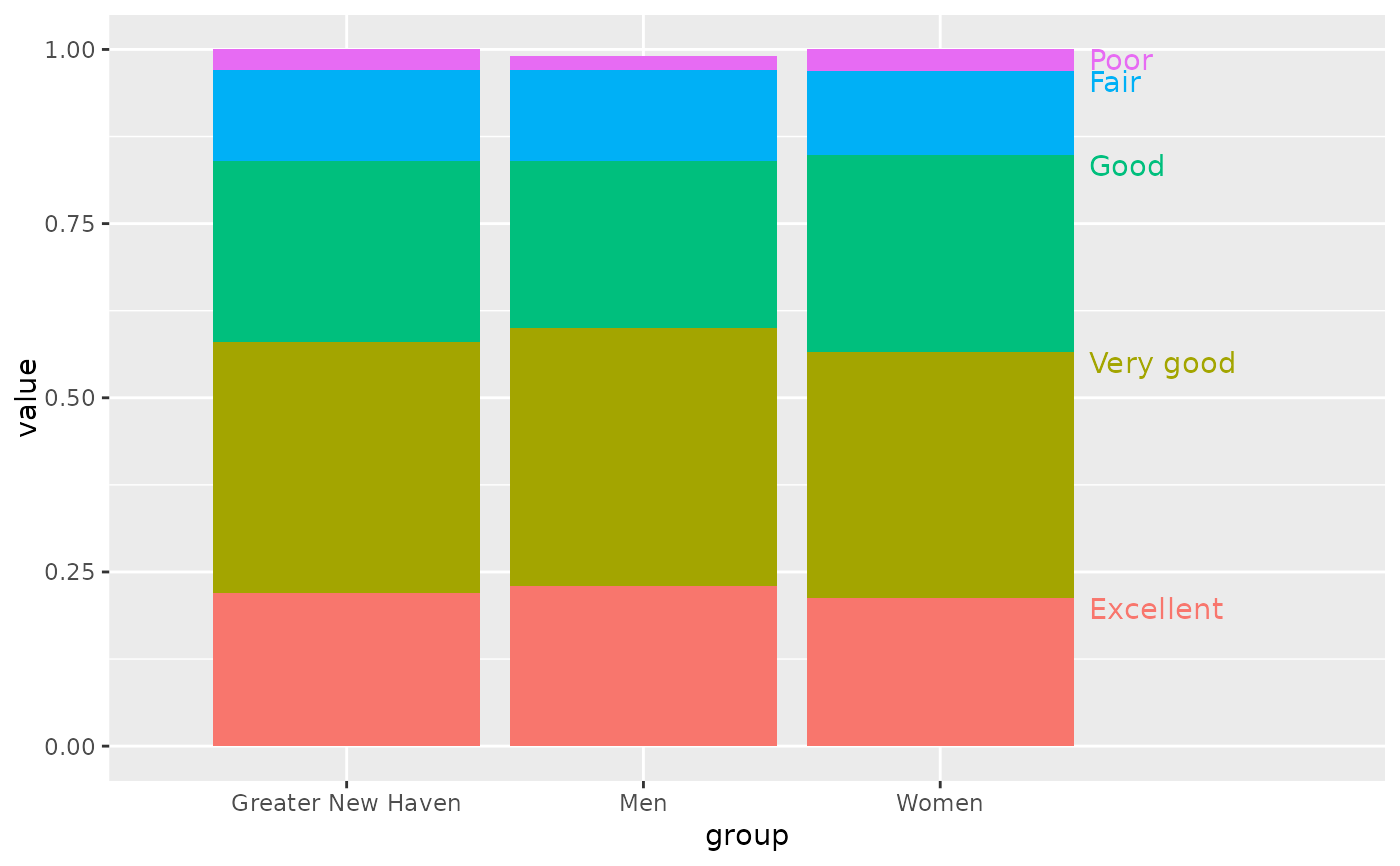 1.00
0.75
0.50
0.25
0.00
value
Poor
Fair
Good
Very good
Excellent
Greater New Haven
Men
Women
group